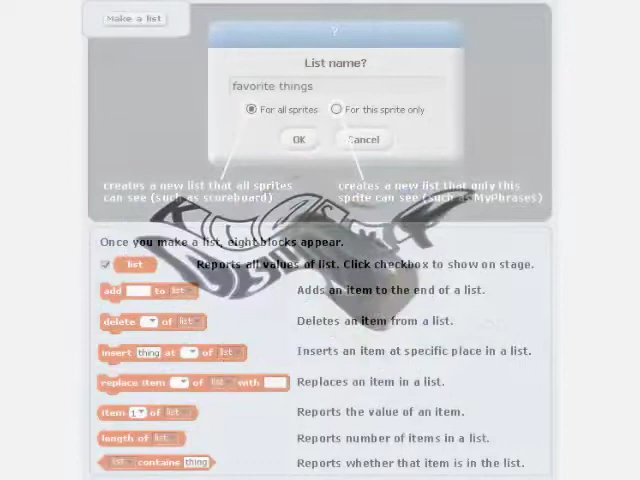 Make a list
?
List name?
favorite things
For all sprites For this sprite only
OK Cancel
creates a new list that all sprites
can see (such as scoreboard)
creates a new list that only this
sprite can see (such as MyPhrases)
Once you make a list, eight blocks appear.
list Reports all values of list. Click checkbox to show on stage.
add to list Adds an item to the end of a list.
delete of list Deletes an item from a list.
insert thing at of list Inserts an item at specific place in a list.
replace item of list with Replaces an item in a list.
item 1 of list Reports the value of an item.
length of list Reports number of items in a list.
list contains thing Reports whether that item is in the list.